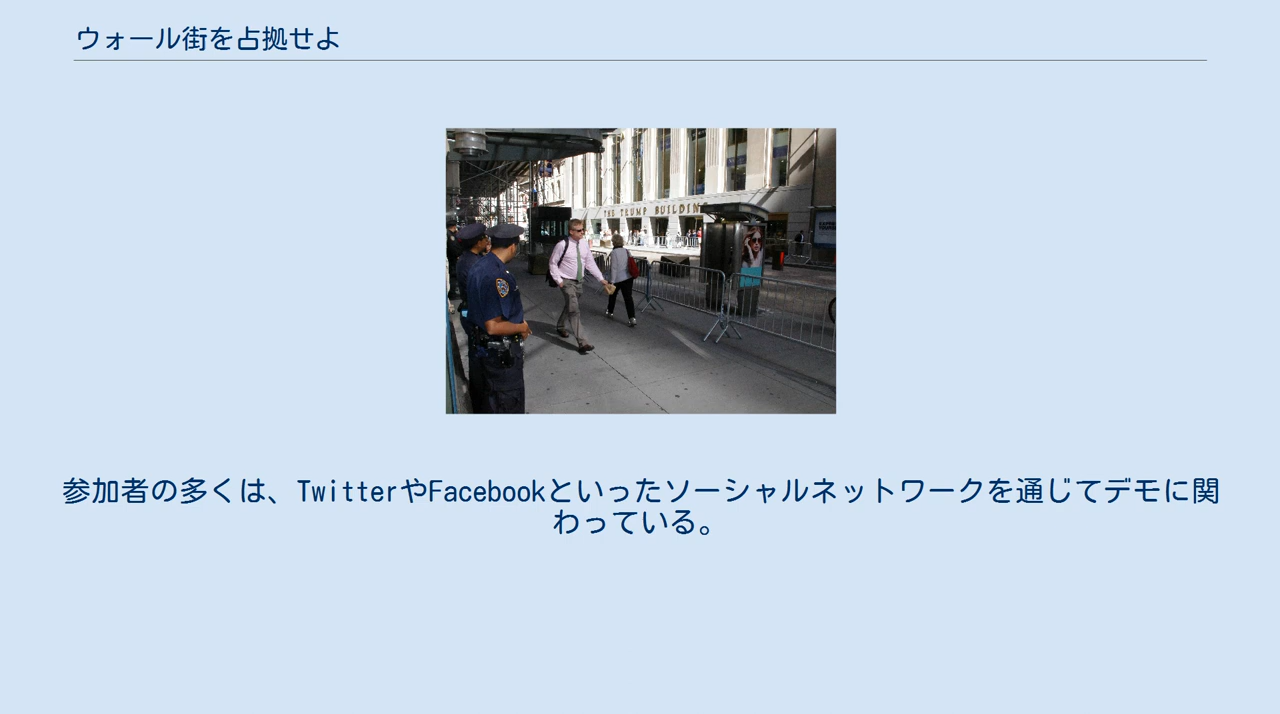 ウォール街を占拠せよ
THE TRUMP BUILDIN
参加者の多くは、TwitterやFacebookといったソーシャルネットワークを通じてデモに関
わっている。